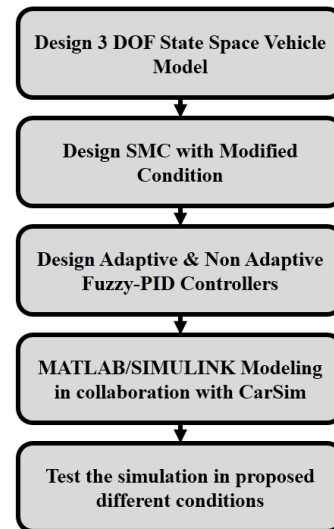 Design 3 DOF State Space Vehicle
Model
Design SMC with Modified
Condition
Design Adaptive & Non Adaptive
Fuzzy-PID Controllers
MATLAB/SIMULINK Modeling
in collaboration with CarSim
Test the simulation in proposed
different conditions